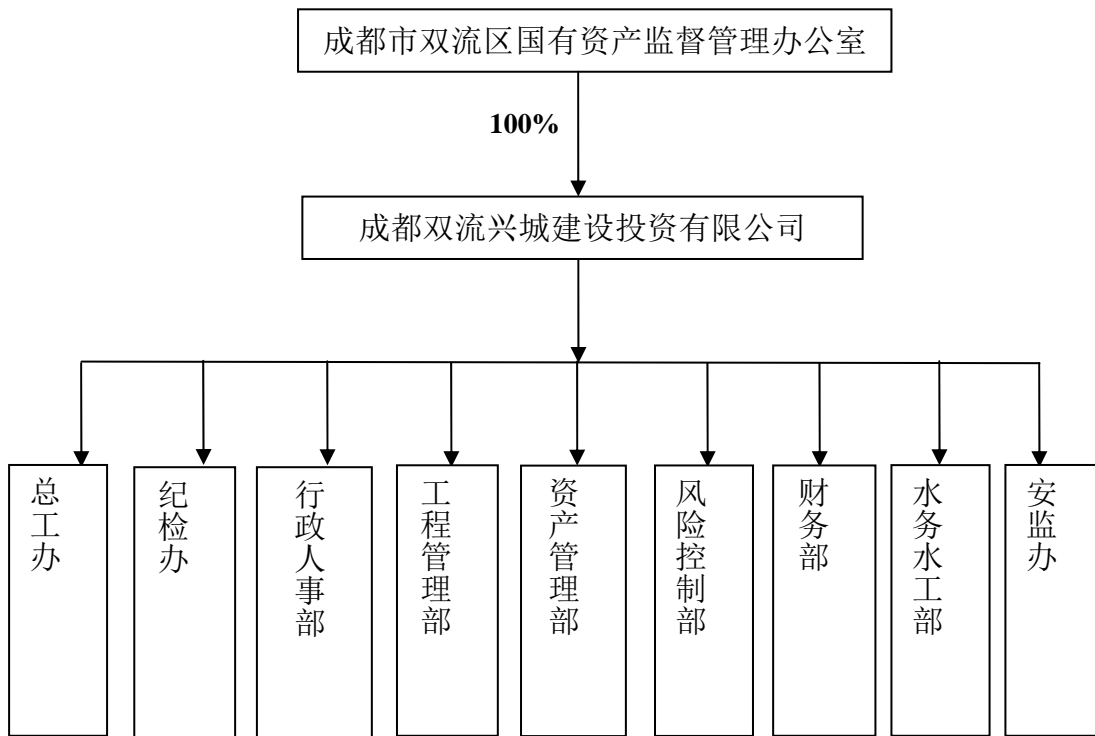 成都市双流区国有资产监督管理办公室
100%
成都双流兴城建设投资有限公司
总工办
纪检办
行政人事部
工程管理部
资产管理部
风险控制部
财务部
水务水工部
安监办